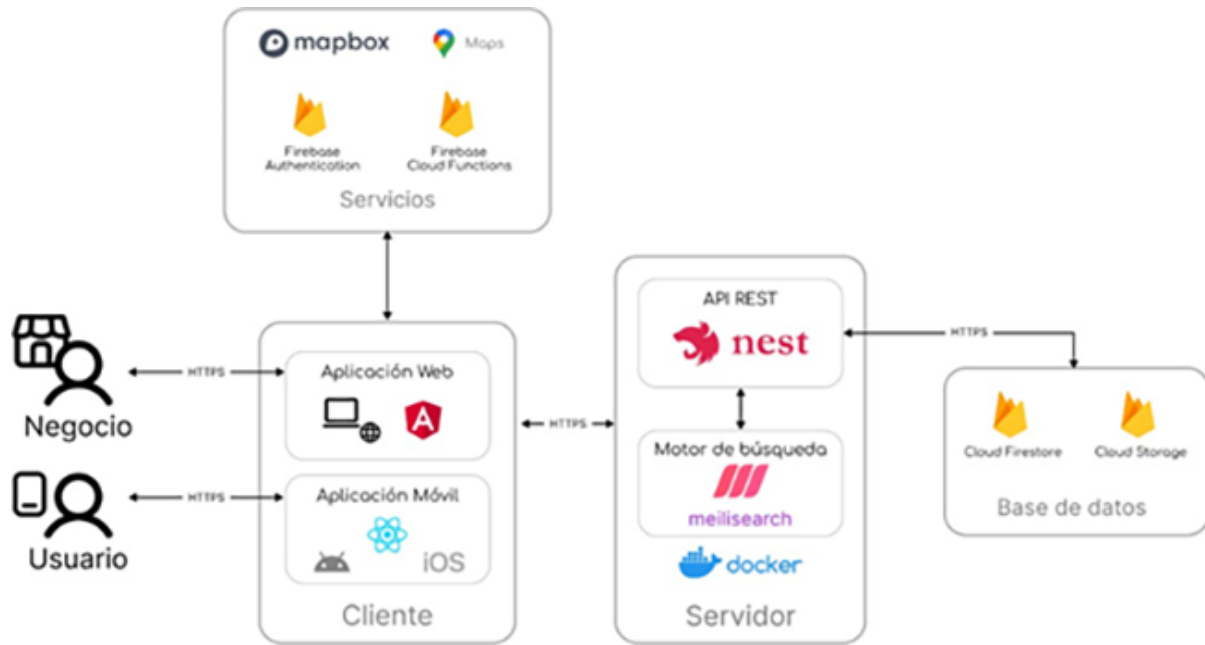 mapbox
Maps
Firebase
Authentication
Firebase
Cloud Functions
Servicios
Negocio
HTTPS
Usuario
HTTPS
Aplicación Web
Aplicación Móvil
iOS
Cliente
HTTPS
API REST
nest
Motor de búsqueda
meilisearch
docker
Servidor
HTTPS
Cloud Firestore
Cloud Storage
Base de datos